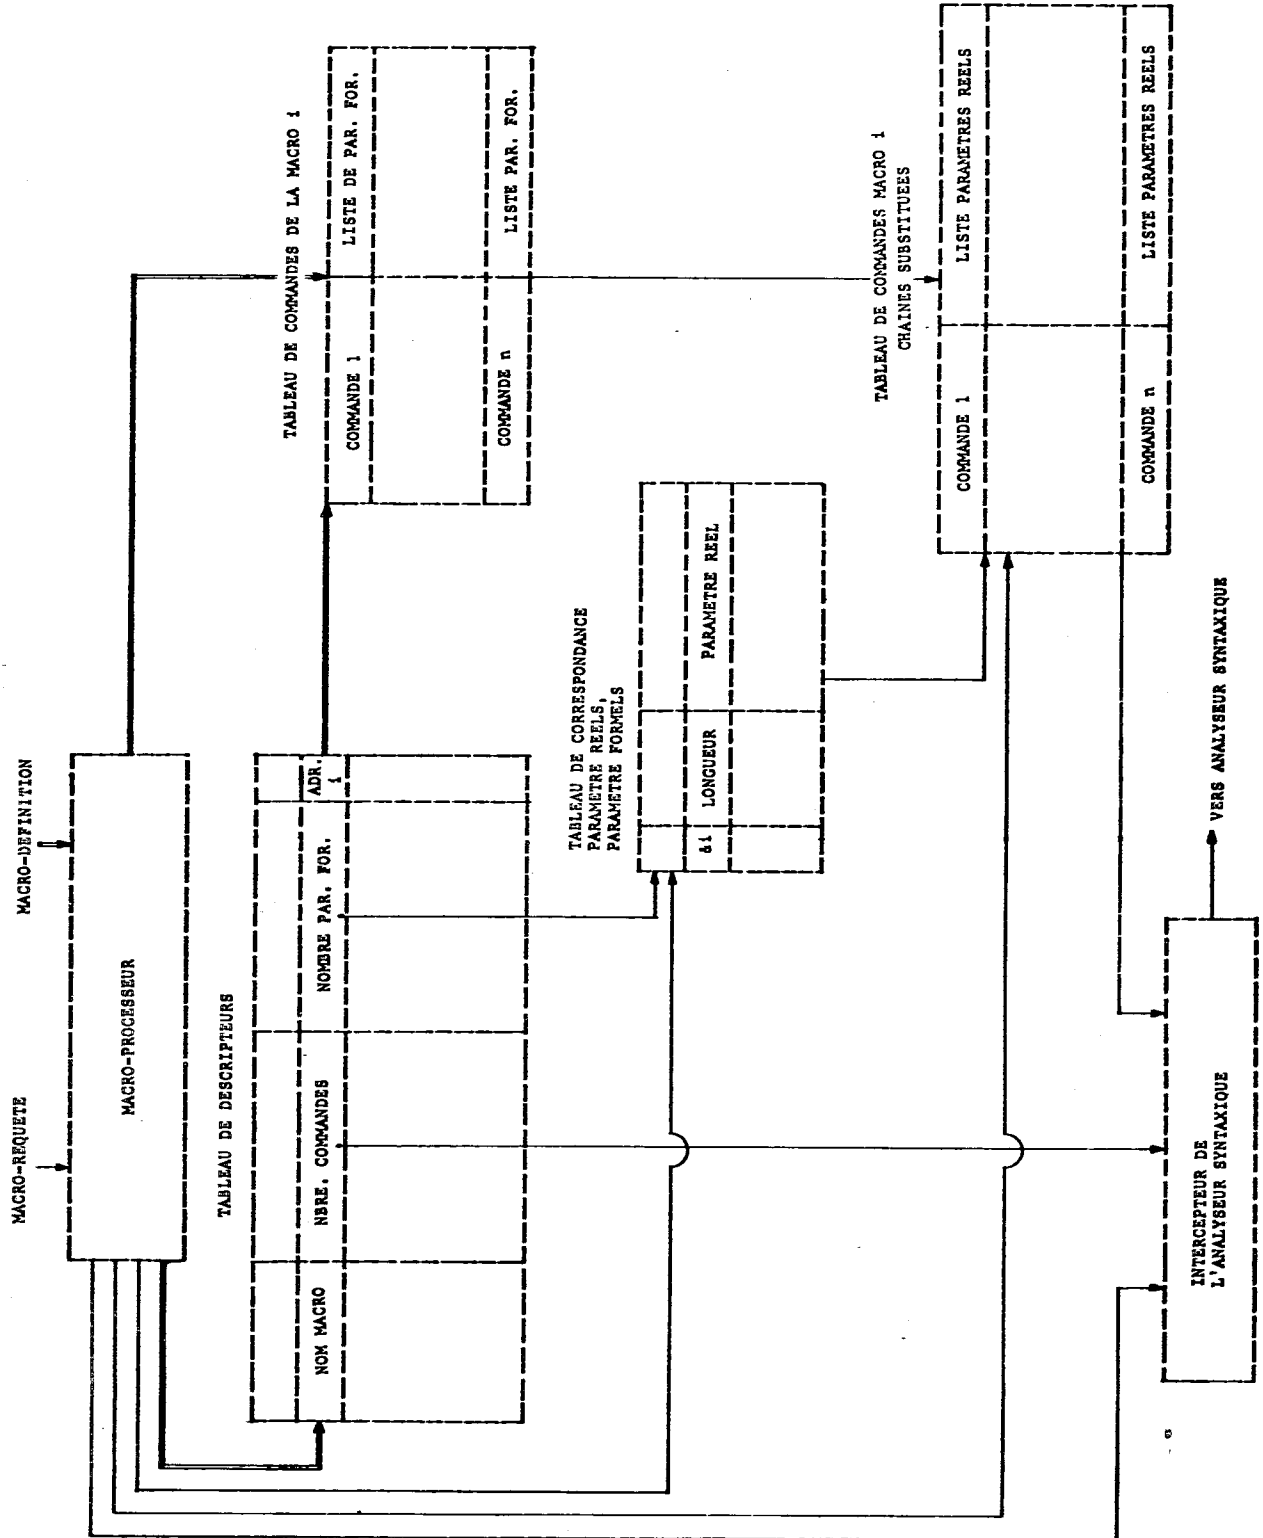 MACRO-REQUETE
MACRO-DEFINITION
MACRO-PROCESSEUR
TABLEAU DE DESCRIPTEURS
NOM MACRO
NBRE. COMMANDES
NOMBRE PAR. FOR.
ADR.
i
TABLEAU DE COMMANDES DE LA MACRO i
COMMANDE 1
LISTE DE PAR. FOR.
COMMANDE n
LISTE PAR. FOR.
TABLEAU DE CORRESPONDANCE
PARAMETRE REELS,
PARAMETRE FORMELS
&i
LONGUEUR
PARAMETRE REEL
TABLEAU DE COMMANDES MACRO i
CHAINES SUBSTITUEES
COMMANDE 1
LISTE PARAMETRES REELS
COMMANDE n
LISTE PARAMETRES REELS
INTERCEPTEUR DE
L'ANALYSEUR SYNTAXIQUE
VERS ANALYSEUR SYNTAXIQUE